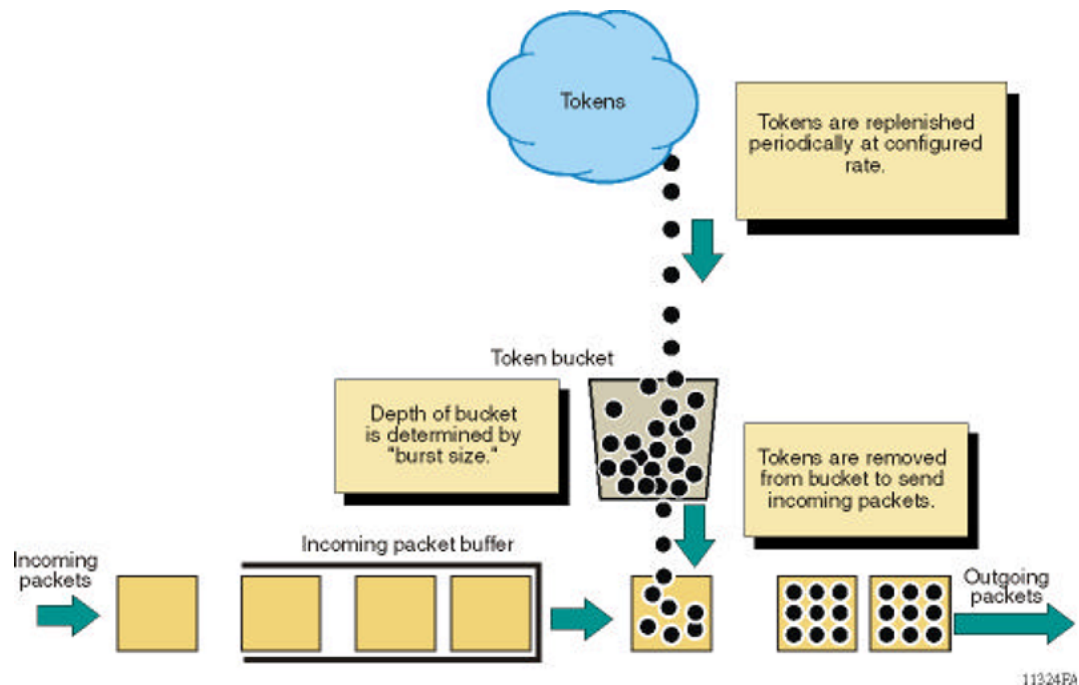 Tokens
Tokens are replenished
periodically at configured
rate.
Token bucket
Depth of bucket
is determined by
"burst size."
Tokens are removed
from bucket to send
incoming packets.
Incoming packet buffer
Incoming
packets
Outgoing
packets
11324FA